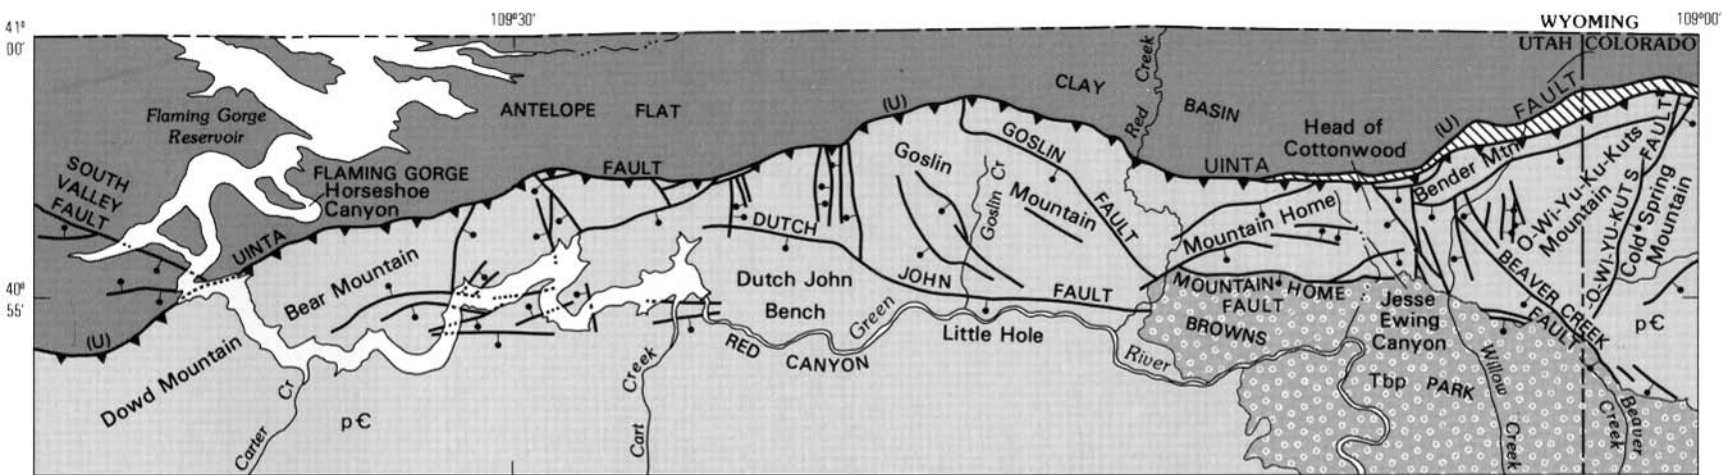 41°
00'
109°30'
WYOMING
109°00'
UTAH
COLORADO
Flaming Gorge
Reservoir
ANTELOPE FLAT
(U)
CLAY
BASIN
Red Creek
FAULT
(U)
Head of
Cottonwood
SOUTH
VALLEY
FAULT
FLAMING GORGE
Horseshoe
Canyon
UINTA
FAULT
Goslin
Mountain
GOSLIN
FAULT
Goslin Cr
UINTA
Bender Mtn
O-Wi-Yu-Ku-Kuts
Mountain
O-WI-YU-KUTS FAULT
Cold Spring
Mountain
Mountain Home
40°
55'
Bear Mountain
DUTCH
JOHN
FAULT
Dutch John
Bench
MOUNTAIN HOME
FAULT
Jesse
Ewing
Canyon
BEAVER CREEK
FAULT
p€
(U)
Dowd Mountain
Carter Cr
p€
Cart Creek
RED
CANYON
Green
River
Little Hole
BROWNS
PARK
Tbp
Willow
Creek
Beaver
Creek